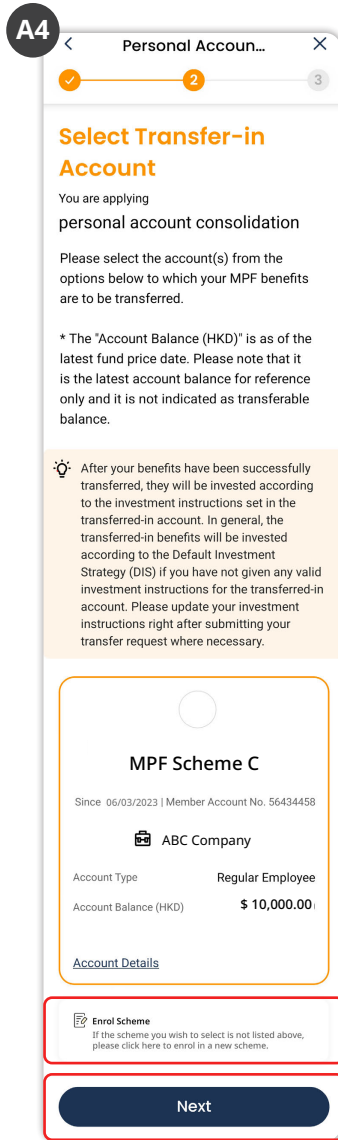 A4
Personal Accoun...
2
3
Select Transfer-in
Account
You are applying
personal account consolidation
Please select the account(s) from the
options below to which your MPF benefits
are to be transferred.
* The "Account Balance (HKD)" is as of the
latest fund price date. Please note that it
is the latest account balance for reference
only and it is not indicated as transferable
balance.
After your benefits have been successfully
transferred, they will be invested according
to the investment instructions set in the
transferred-in account. In general, the
transferred-in benefits will be invested
according to the Default Investment
Strategy (DIS) if you have not given any valid
investment instructions for the transferred-in
account. Please update your investment
instructions right after submitting your
transfer request where necessary.
MPF Scheme C
Since 06/03/2023 | Member Account No. 56434458
ABC Company
Account Type Regular Employee
Account Balance (HKD) $ 10,000.00
Account Details
Enrol Scheme
If the scheme you wish to select is not listed above,
please click here to enrol in a new scheme.
Next